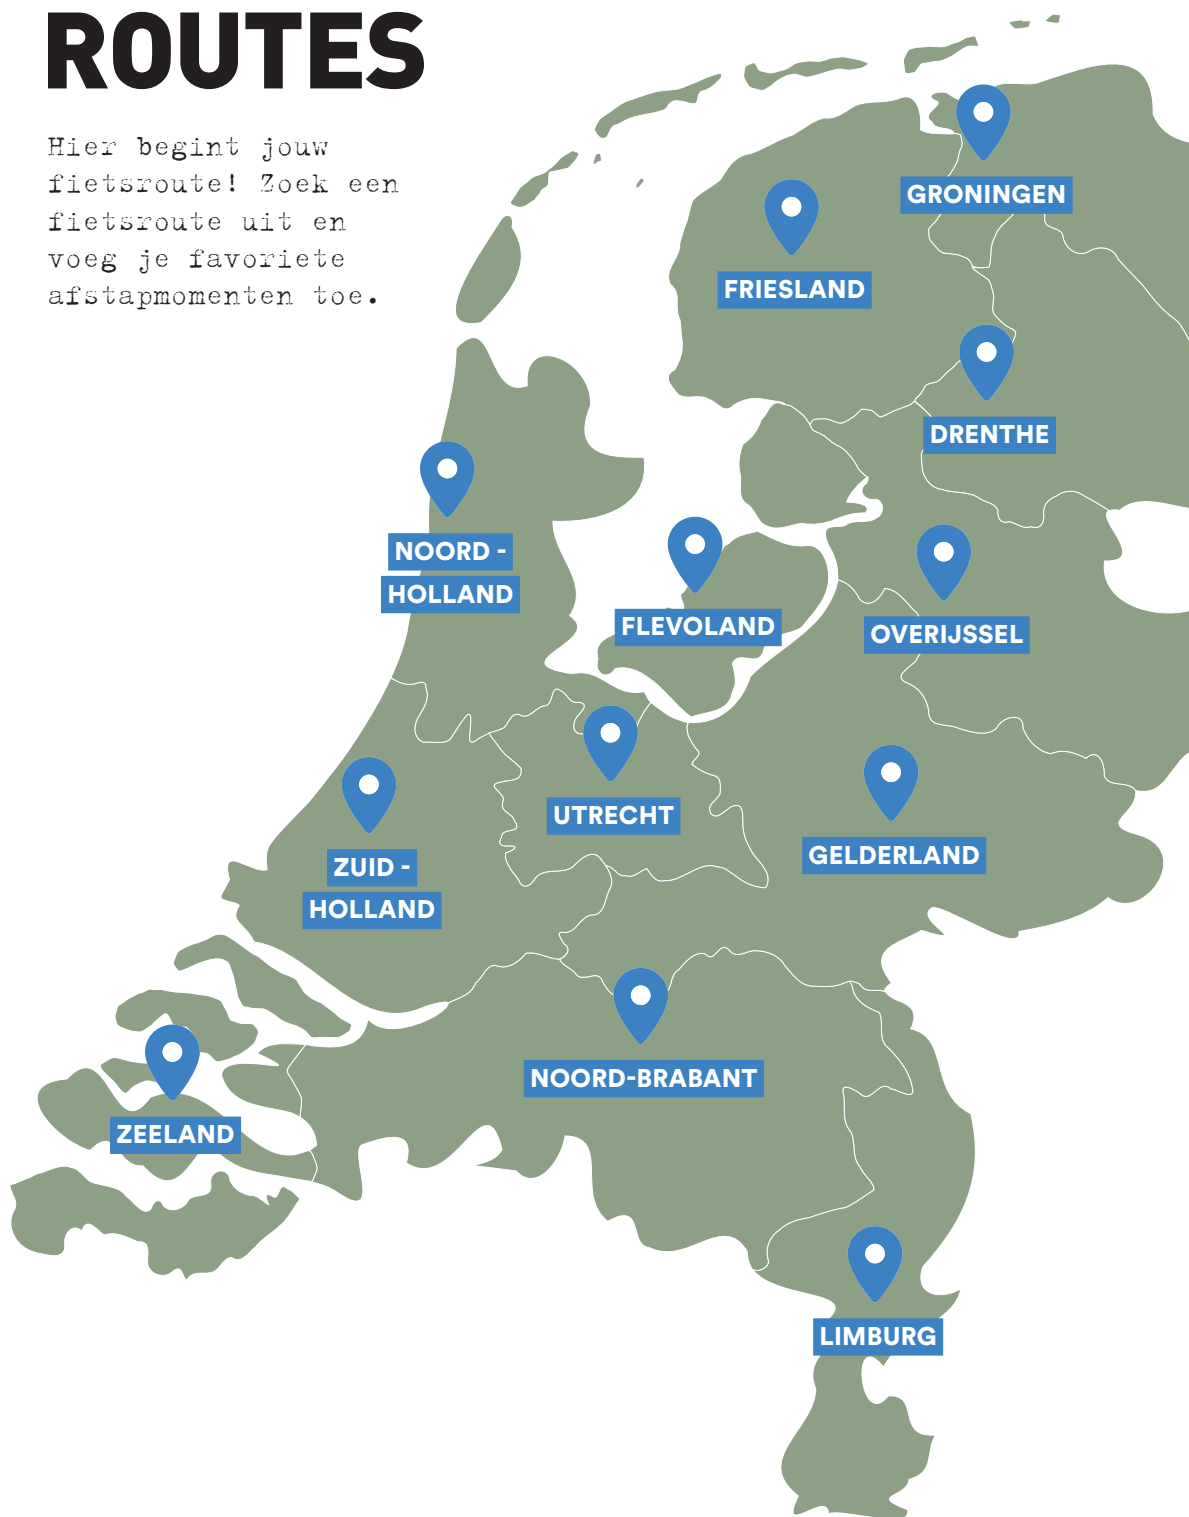 ROUTES
Hier begint jouw
fietsroute! Zoek een
fietsroute uit en
voeg je favoriete
afstapmomenten toe.
GRONINGEN
FRIESLAND
DRENTHE
NOORD -
HOLLAND
FLEVOLAND
OVERIJSSEL
UTRECHT
GELDERLAND
ZUID -
HOLLAND
NOORD-BRABANT
ZEELAND
LIMBURG